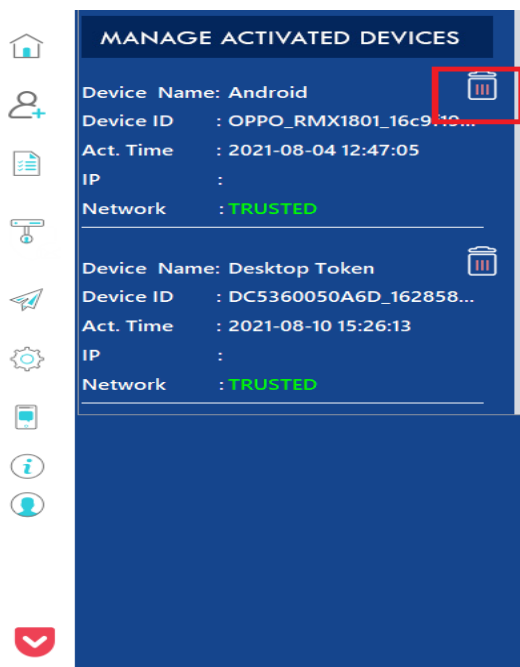 MANAGE ACTIVATED DEVICES
Device Name: Android
Device ID : OPPO_RMX1801_16c9f19...
Act. Time : 2021-08-04 12:47:05
IP :
Network : TRUSTED
Device Name: Desktop Token
Device ID : DC5360050A6D_162858...
Act. Time : 2021-08-10 15:26:13
IP :
Network : TRUSTED